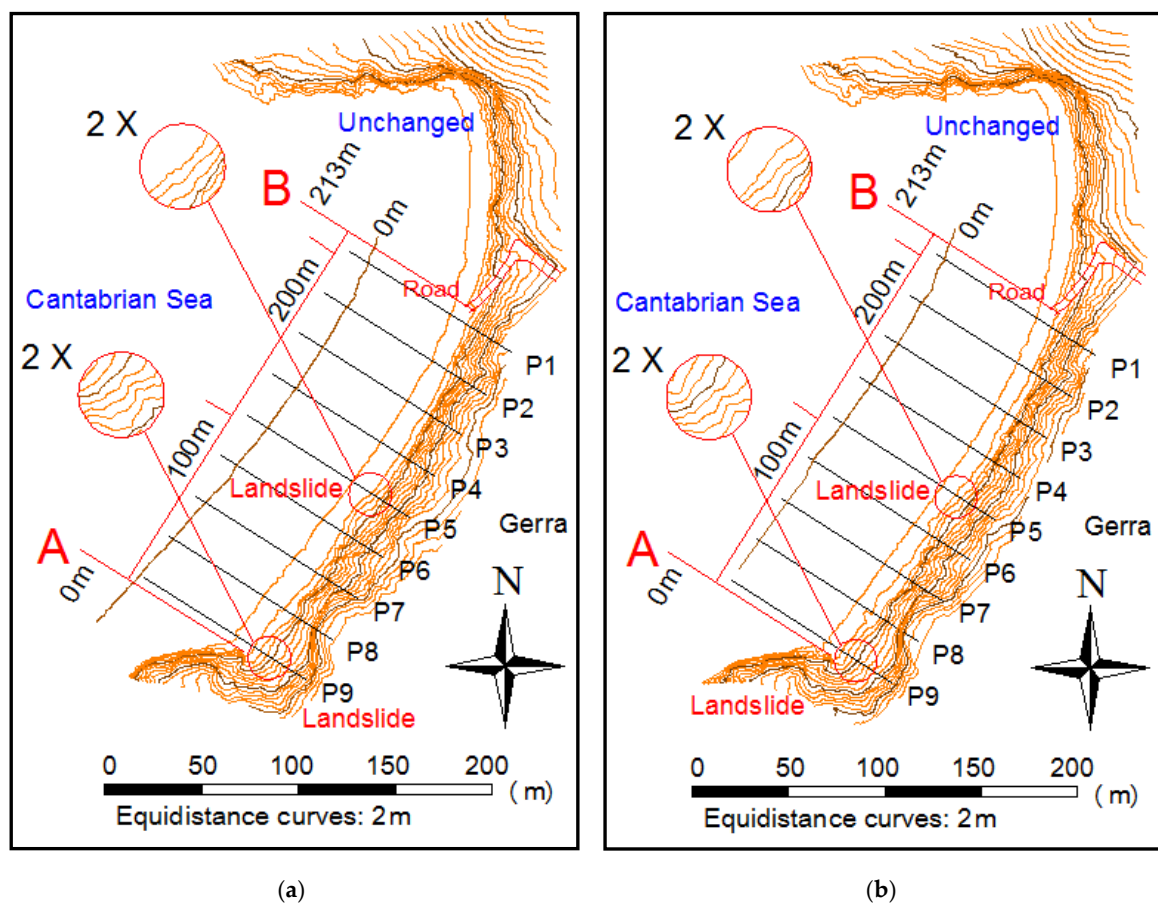 2 X
Unchanged
B
213m
0m
200m
Cantabrian Sea
Road
2 X
P1
P2
P3
100m
Landslide
P4
P5
Gerra
A
0m
P6
N
P7
P8
P9
Landslide
0 50 100 150 200
( m)
Equidistance curves: 2m
(a)
2 X
Unchanged
B
213m
0m
200m
Cantabrian Sea
Road
2 X
P1
P2
P3
100m
Landslide
P4
P5
Gerra
A
0m
P6
N
P7
P8
P9
Landslide
0 50 100 150 200
( m)
Equidistance curves: 2m
(b)